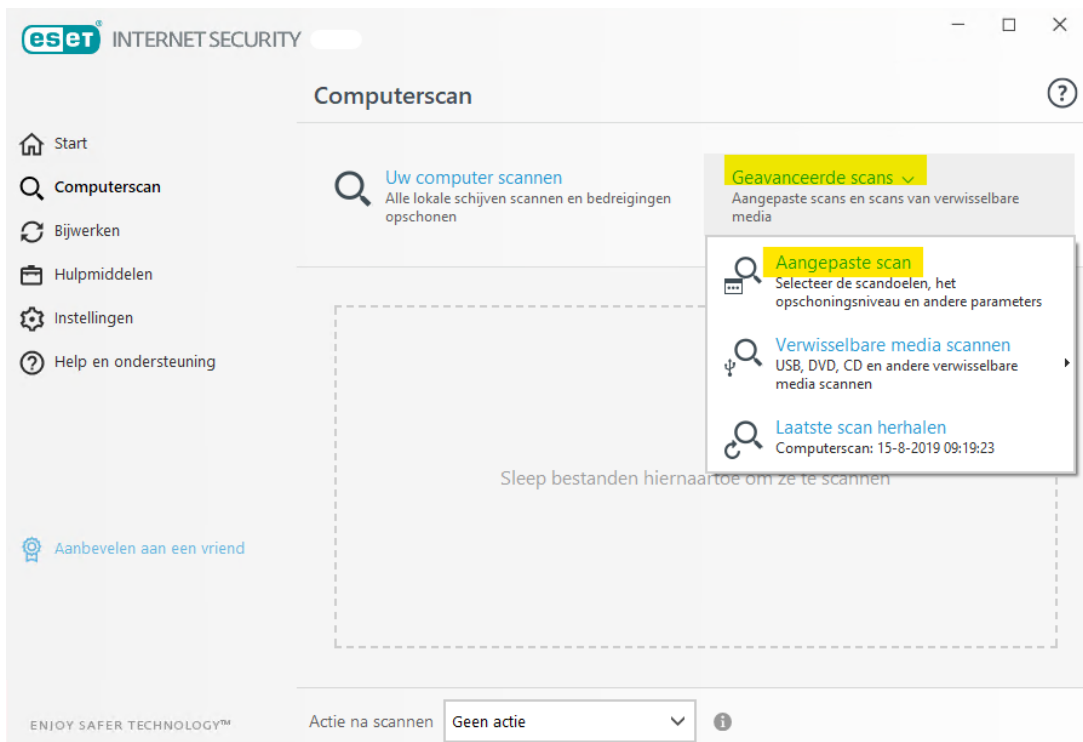 eseT® INTERNET SECURITY
Computerscan
?
Start
Computerscan
Bijwerken
Hulpmiddelen
Instellingen
? Help en ondersteuning
Aanbevelen aan een vriend
ENJOY SAFER TECHNOLOGY™
Uw computer scannen
Alle lokale schijven scannen en bedreigingen
opschonen
Geavanceerde scans
Aangepaste scans en scans van verwisselbare
media
Aangepaste scan
Selecteer de scandoelen, het
opschoningsniveau en andere parameters
Verwisselbare media scannen
USB, DVD, CD en andere verwisselbare
media scannen
Laatste scan herhalen
Computerscan: 15-8-2019 09:19:23
Sleep bestanden hiernaartoe om ze te scannen
Actie na scannen Geen actie i